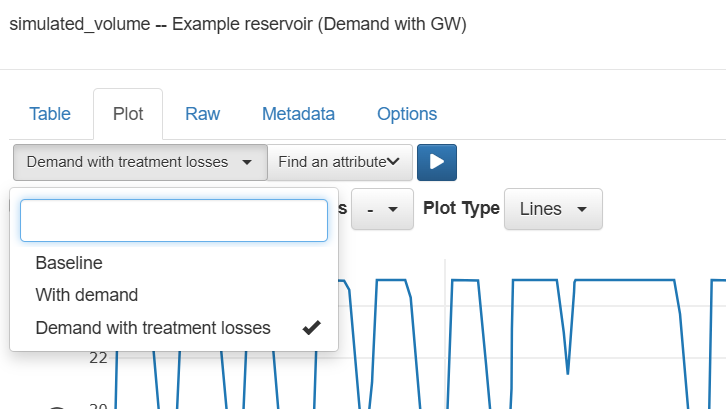 simulated_volume -- Example reservoir (Demand with GW)
Table Plot Raw Metadata Options
Demand with treatment losses Find an attribute
s - Plot Type Lines
Baseline
With demand
Demand with treatment losses
22
20